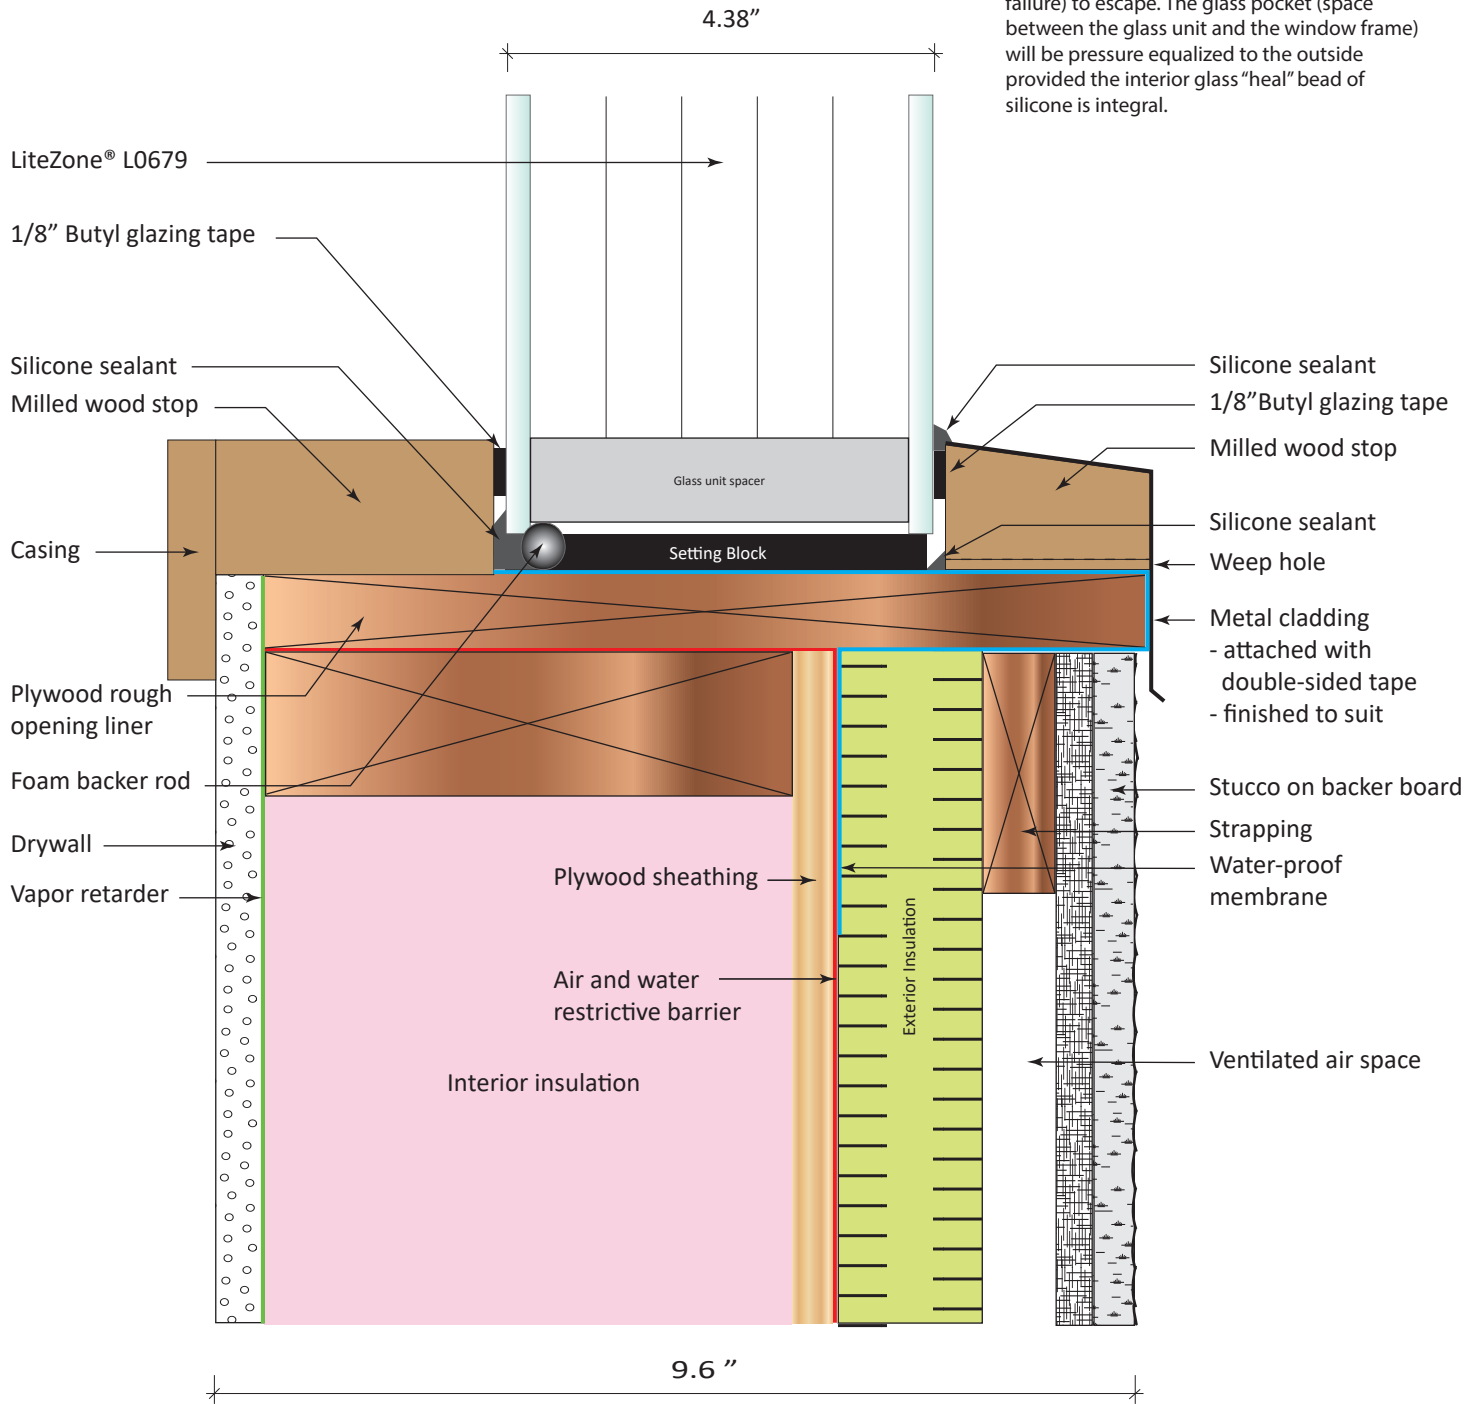 failure) to escape. The glass pocket (space
between the glass unit and the window frame)
will be pressure equalized to the outside
provided the interior glass “heal” bead of
silicone is integral.
4.38”
LiteZone® L0679
1/8” Butyl glazing tape
Silicone sealant
Milled wood stop
Casing
Plywood rough
opening liner
Foam backer rod
Drywall
Vapor retarder
Glass unit spacer
Setting Block
Plywood sheathing
Air and water
restrictive barrier
Interior insulation
Exterior Insulation
Silicone sealant
1/8”Butyl glazing tape
Milled wood stop
Silicone sealant
Weep hole
Metal cladding
- attached with
double-sided tape
- finished to suit
Stucco on backer board
Strapping
Water-proof
membrane
Ventilated air space
9.6 ”